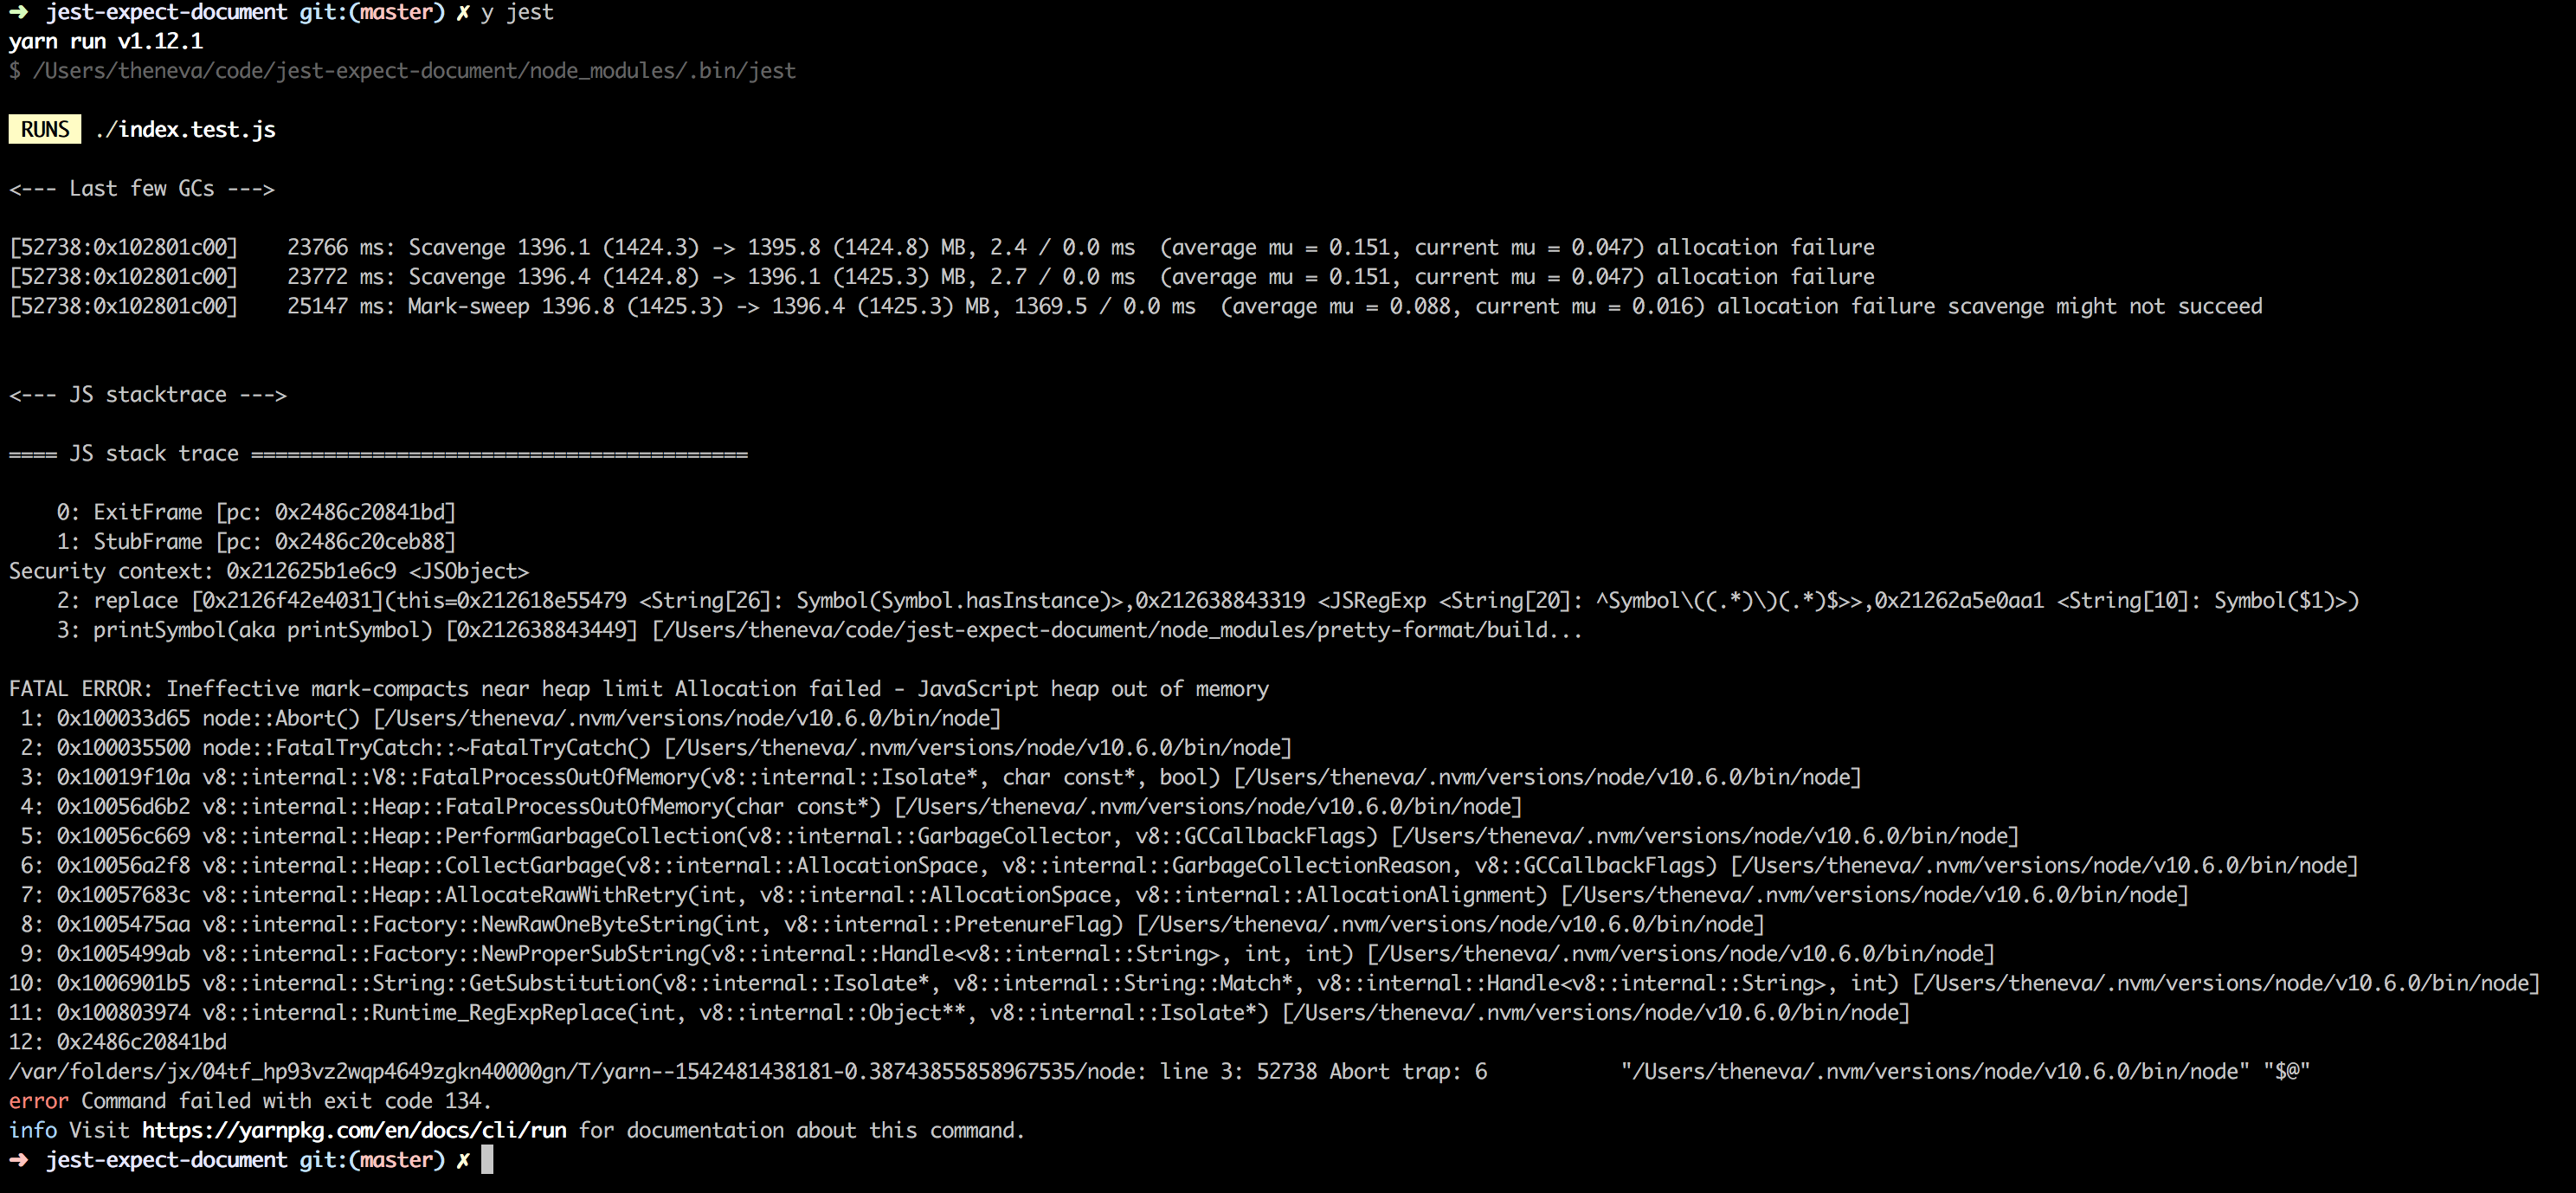 ➜ jest-expect-document git:(master) ✗ y jest
yarn run v1.12.1
$ /Users/theneva/code/jest-expect-document/node_modules/.bin/jest
RUNS ./index.test.js
<--- Last few GCs --->
[52738:0x102801c00]    23766 ms: Scavenge 1396.1 (1424.3) -> 1395.8 (1424.8) MB, 2.4 / 0.0 ms  (average mu = 0.151, current mu = 0.047) allocation failure
[52738:0x102801c00]    23772 ms: Scavenge 1396.4 (1424.8) -> 1396.1 (1425.3) MB, 2.7 / 0.0 ms  (average mu = 0.151, current mu = 0.047) allocation failure
[52738:0x102801c00]    25147 ms: Mark-sweep 1396.8 (1425.3) -> 1396.4 (1425.3) MB, 1369.5 / 0.0 ms  (average mu = 0.088, current mu = 0.016) allocation failure scavenge might not succeed
<--- JS stacktrace --->
==== JS stack trace =========================================
0: ExitFrame [pc: 0x2486c20841bd]
1: StubFrame [pc: 0x2486c20ceb88]
Security context: 0x212625b1e6c9 <JSObject>
2: replace [0x2126f42e4031](this=0x212618e55479 <String[26]: Symbol(Symbol.hasInstance)>,0x212638843319 <JSRegExp <String[20]: ^Symbol\((.*)\)(.*)$>>,0x21262a5e0aa1 <String[10]: Symbol($1)>)
3: printSymbol(aka printSymbol) [0x212638843449] [/Users/theneva/code/jest-expect-document/node_modules/pretty-format/build...
FATAL ERROR: Ineffective mark-compacts near heap limit Allocation failed - JavaScript heap out of memory
1: 0x100033d65 node::Abort() [/Users/theneva/.nvm/versions/node/v10.6.0/bin/node]
2: 0x100035500 node::FatalTryCatch::~FatalTryCatch() [/Users/theneva/.nvm/versions/node/v10.6.0/bin/node]
3: 0x10019f10a v8::internal::V8::FatalProcessOutOfMemory(v8::internal::Isolate*, char const*, bool) [/Users/theneva/.nvm/versions/node/v10.6.0/bin/node]
4: 0x10056d6b2 v8::internal::Heap::FatalProcessOutOfMemory(char const*) [/Users/theneva/.nvm/versions/node/v10.6.0/bin/node]
5: 0x10056c669 v8::internal::Heap::PerformGarbageCollection(v8::internal::GarbageCollector, v8::GCCallbackFlags) [/Users/theneva/.nvm/versions/node/v10.6.0/bin/node]
6: 0x10056a2f8 v8::internal::Heap::CollectGarbage(v8::internal::AllocationSpace, v8::internal::GarbageCollectionReason, v8::GCCallbackFlags) [/Users/theneva/.nvm/versions/node/v10.6.0/bin/node]
7: 0x10057683c v8::internal::Heap::AllocateRawWithRetry(int, v8::internal::AllocationSpace, v8::internal::AllocationAlignment) [/Users/theneva/.nvm/versions/node/v10.6.0/bin/node]
8: 0x1005475aa v8::internal::Factory::NewRawOneByteString(int, v8::internal::PretenureFlag) [/Users/theneva/.nvm/versions/node/v10.6.0/bin/node]
9: 0x1005499ab v8::internal::Factory::NewProperSubString(v8::internal::Handle<v8::internal::String>, int, int) [/Users/theneva/.nvm/versions/node/v10.6.0/bin/node]
10: 0x1006901b5 v8::internal::String::GetSubstitution(v8::internal::Isolate*, v8::internal::String::Match*, v8::internal::Handle<v8::internal::String>, int) [/Users/theneva/.nvm/versions/node/v10.6.0/bin/node]
11: 0x100803974 v8::internal::Runtime_RegExpReplace(int, v8::internal::Object**, v8::internal::Isolate*) [/Users/theneva/.nvm/versions/node/v10.6.0/bin/node]
12: 0x2486c20841bd
/var/folders/jx/04tf_hp93vz2wqp4649zgkn40000gn/T/yarn--1542481438181-0.38743855858967535/node: line 3: 52738 Abort trap: 6           "/Users/theneva/.nvm/versions/node/v10.6.0/bin/node" "$@"
error Command failed with exit code 134.
info Visit https://yarnpkg.com/en/docs/cli/run for documentation about this command.
➜ jest-expect-document git:(master) ✗